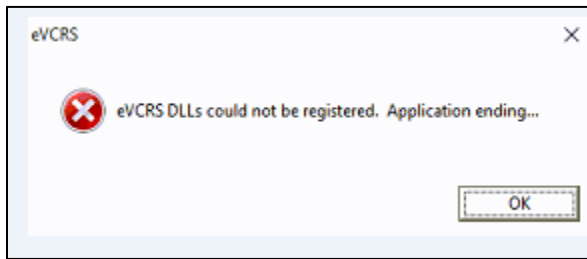 eVCRS
eVCRS DLLs could not be registered.  Application ending...
OK